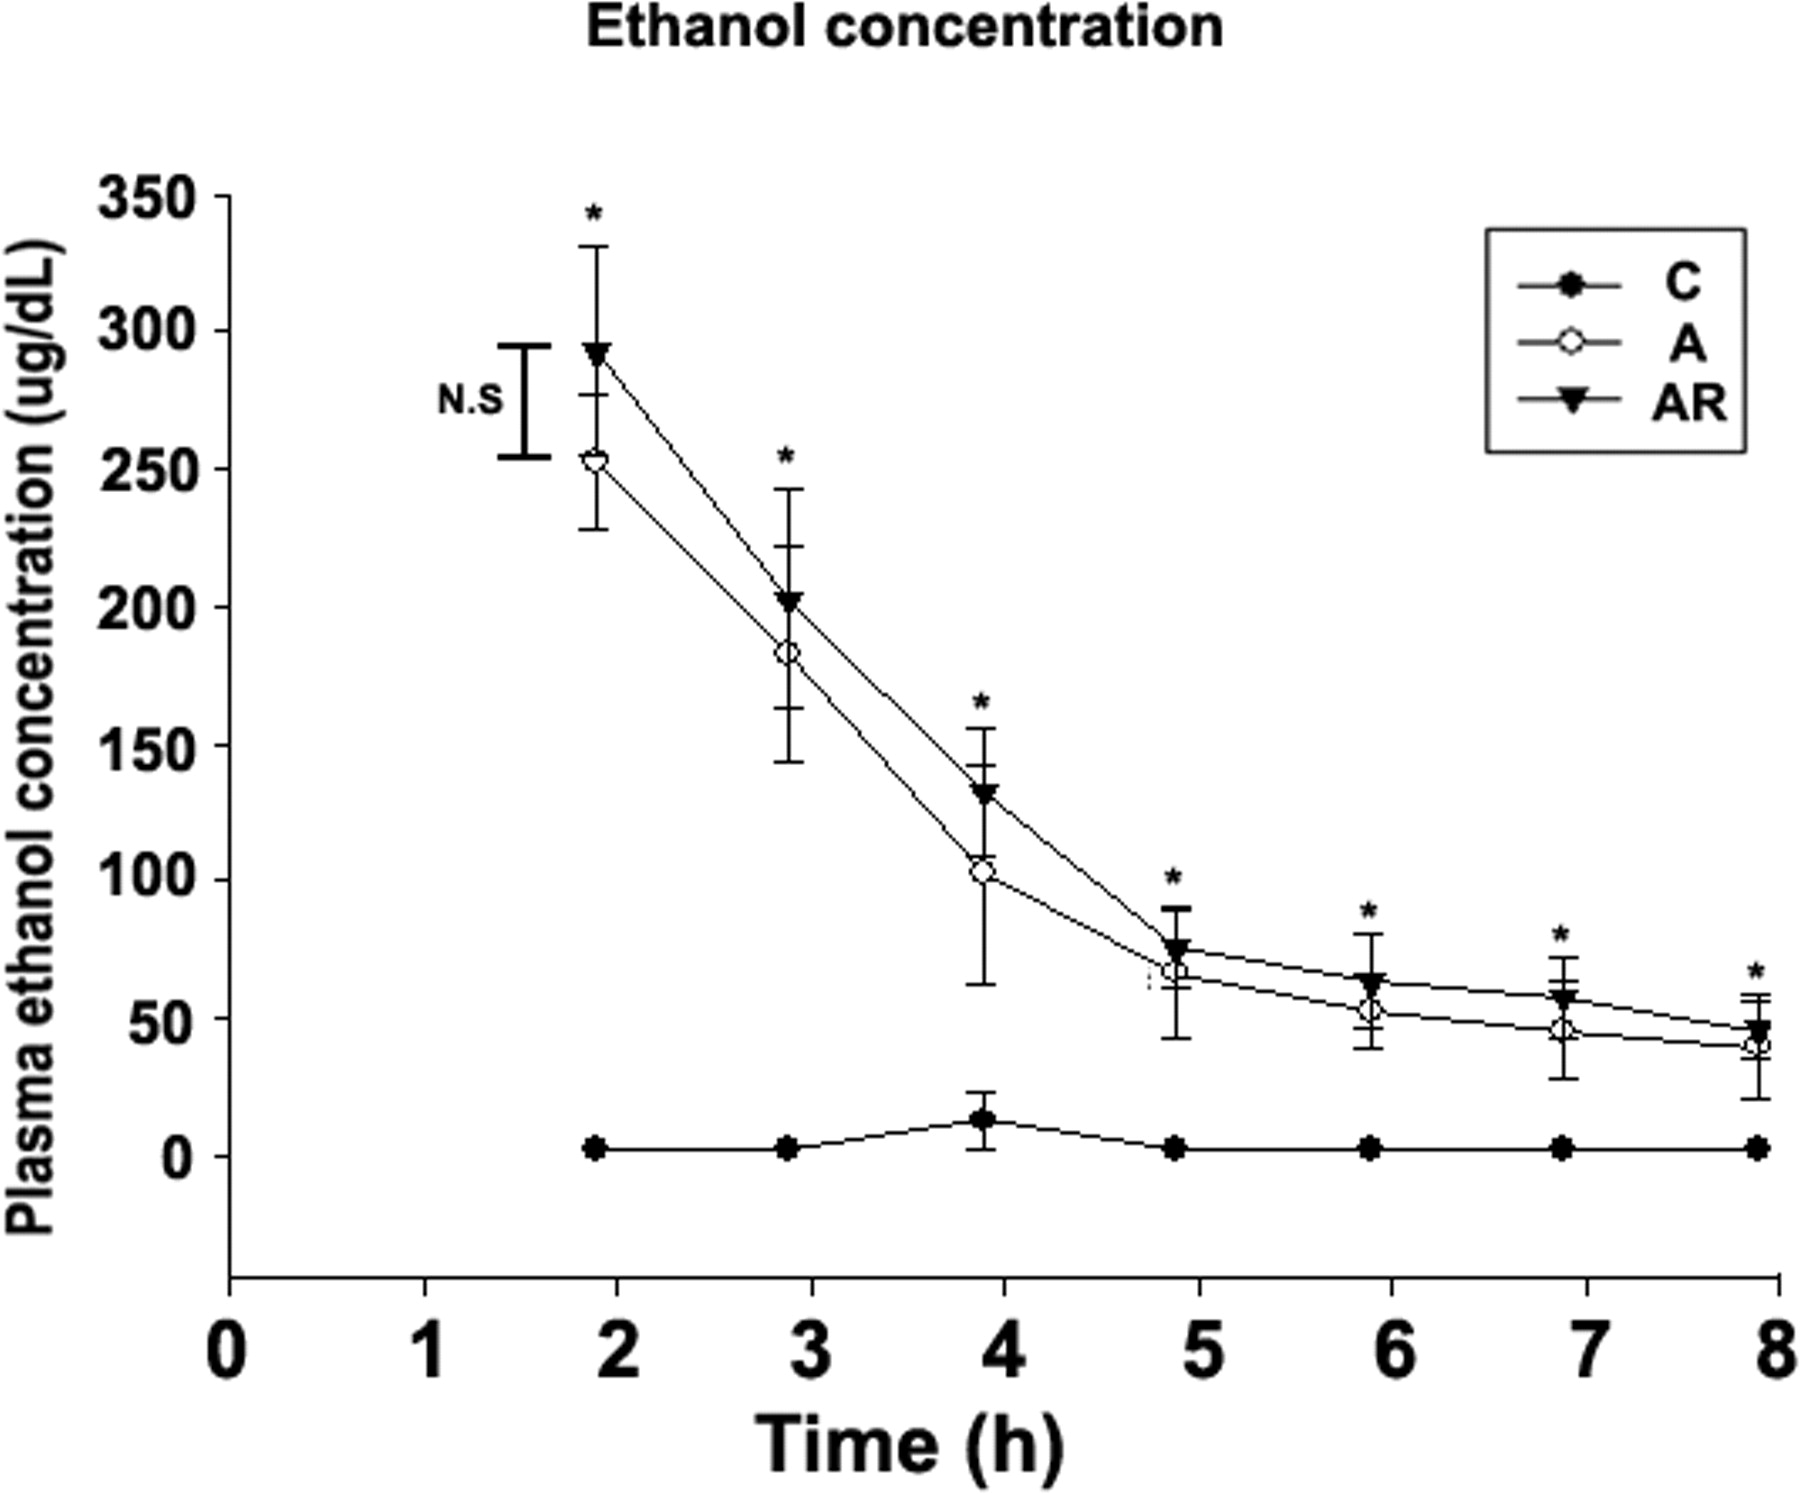 Ethanol concentration
Plasma ethanol concentration (ug/dL)
350
300
250
200
150
100
50
0
*
*
*
*
*
*
*
N.S
C
A
AR
0 1 2 3 4 5 6 7 8
Time (h)